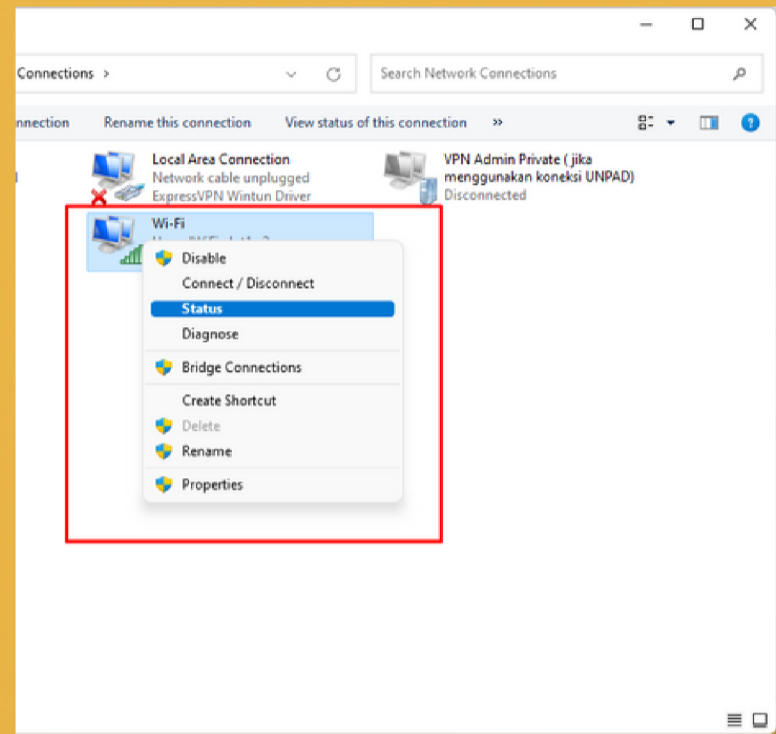 Connections >
Search Network Connections
nnection Rename this connection View status of this connection »
Local Area Connection
Network cable unplugged
ExpressVPN Wintun Driver
VPN Admin Private ( jika
menggunakan koneksi UNPAD)
Disconnected
Wi-Fi
Disable
Connect / Disconnect
Status
Diagnose
Bridge Connections
Create Shortcut
Delete
Rename
Properties